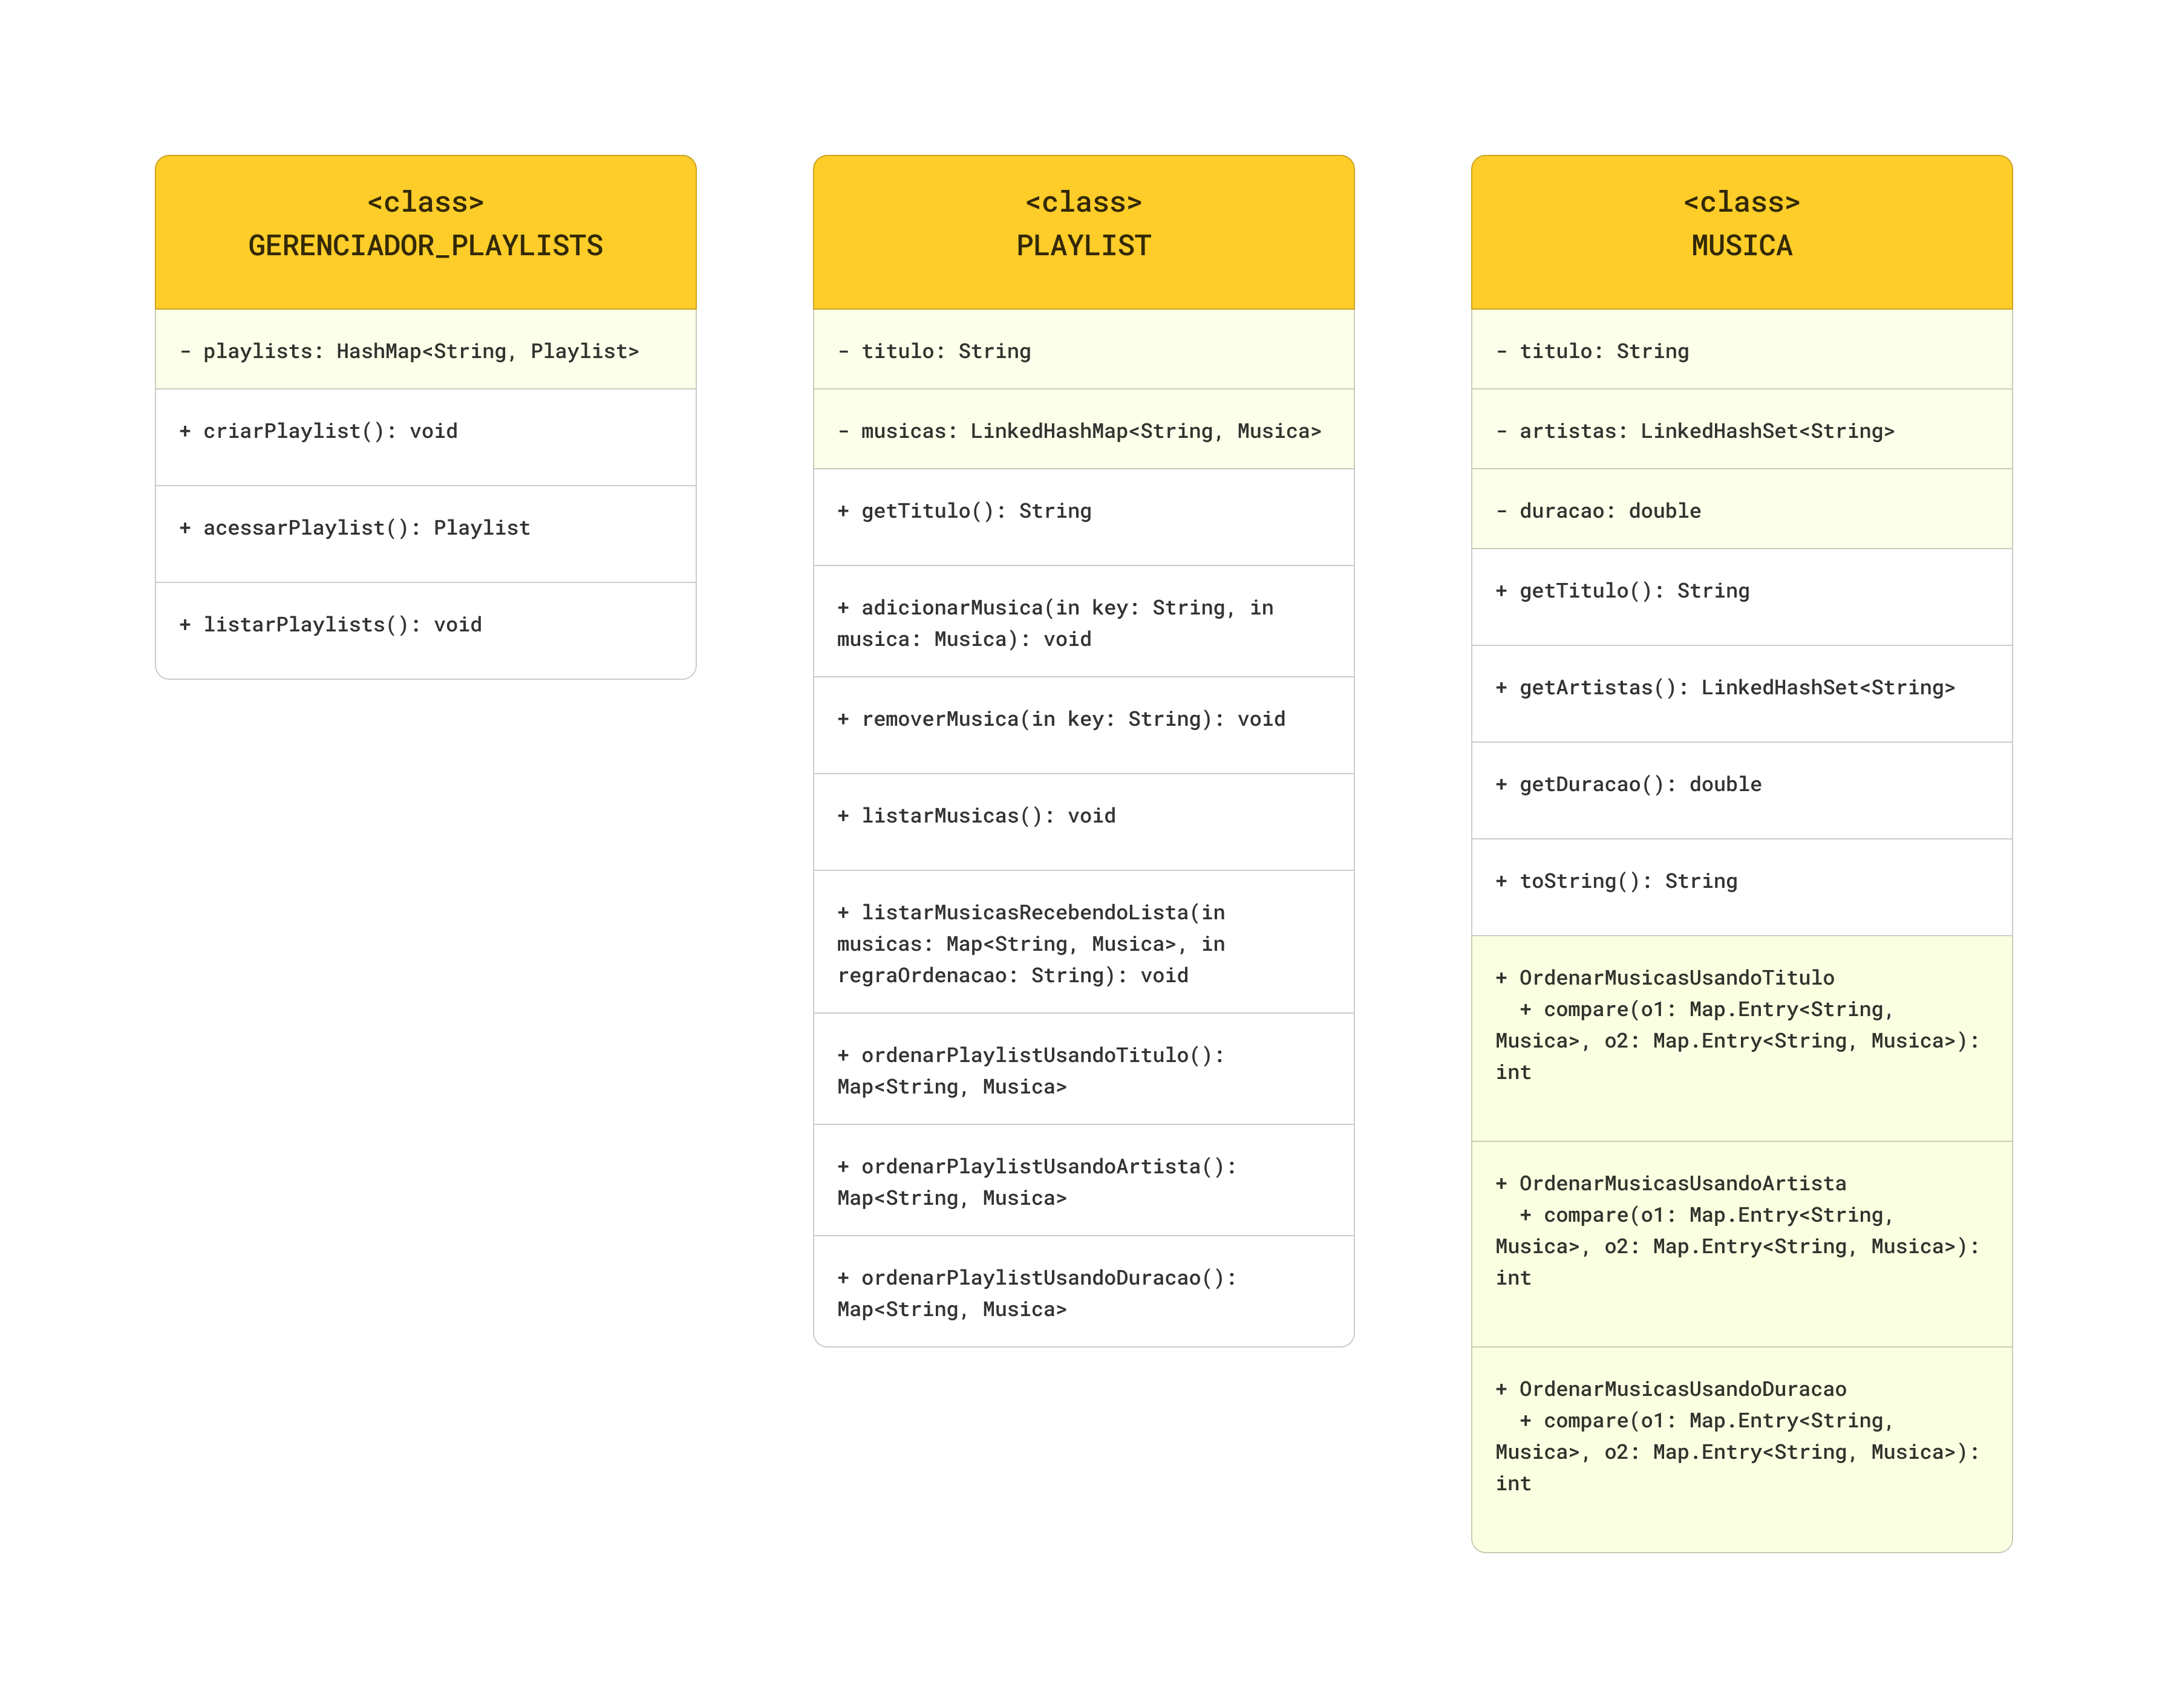 <class>
GERENCIADOR_PLAYLISTS
- playlists: HashMap<String, Playlist>
+ criarPlaylist(): void
+ acessarPlaylist(): Playlist
+ listarPlaylists(): void
<class>
PLAYLIST
- titulo: String
- musicas: LinkedHashMap<String, Musica>
+ getTitulo(): String
+ adicionarMusica(in key: String, in
musica: Musica): void
+ removerMusica(in key: String): void
+ listarMusicas(): void
+ listarMusicasRecebendoLista(in
musicas: Map<String, Musica>, in
regraOrdenacao: String): void
+ ordenarPlaylistUsandoTitulo():
Map<String, Musica>
+ ordenarPlaylistUsandoArtista():
Map<String, Musica>
+ ordenarPlaylistUsandoDuracao():
Map<String, Musica>
<class>
MUSICA
- titulo: String
- artistas: LinkedHashSet<String>
- duracao: double
+ getTitulo(): String
+ getArtistas(): LinkedHashSet<String>
+ getDuracao(): double
+ toString(): String
+ OrdenarMusicasUsandoTitulo
+ compare(o1: Map.Entry<String,
Musica>, o2: Map.Entry<String, Musica>):
int
+ OrdenarMusicasUsandoArtista
+ compare(o1: Map.Entry<String,
Musica>, o2: Map.Entry<String, Musica>):
int
+ OrdenarMusicasUsandoDuracao
+ compare(o1: Map.Entry<String,
Musica>, o2: Map.Entry<String, Musica>):
int